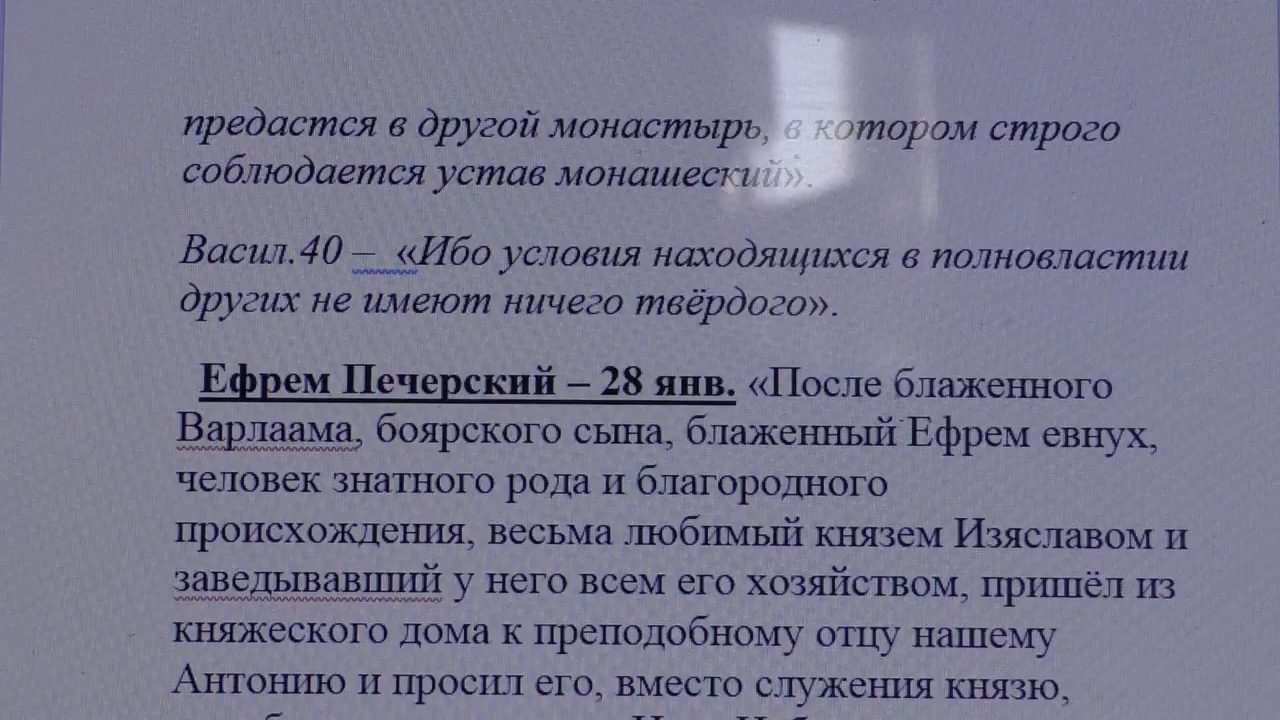 предастся в другой монастырь, в котором строго
соблюдается устав монашеский».
Васил.40 – «Ибо условия находящихся в полновластии
других не имеют ничего твёрдого».
Ефрем Печерский – 28 янв. «После блаженного
Варлаама, боярского сына, блаженный Ефрем евнух,
человек знатного рода и благородного
происхождения, весьма любимый князем Изяславом и
заведывавший у него всем его хозяйством, пришёл из
княжеского дома к преподобному отцу нашему
Антонию и просил его, вместо служения князю,